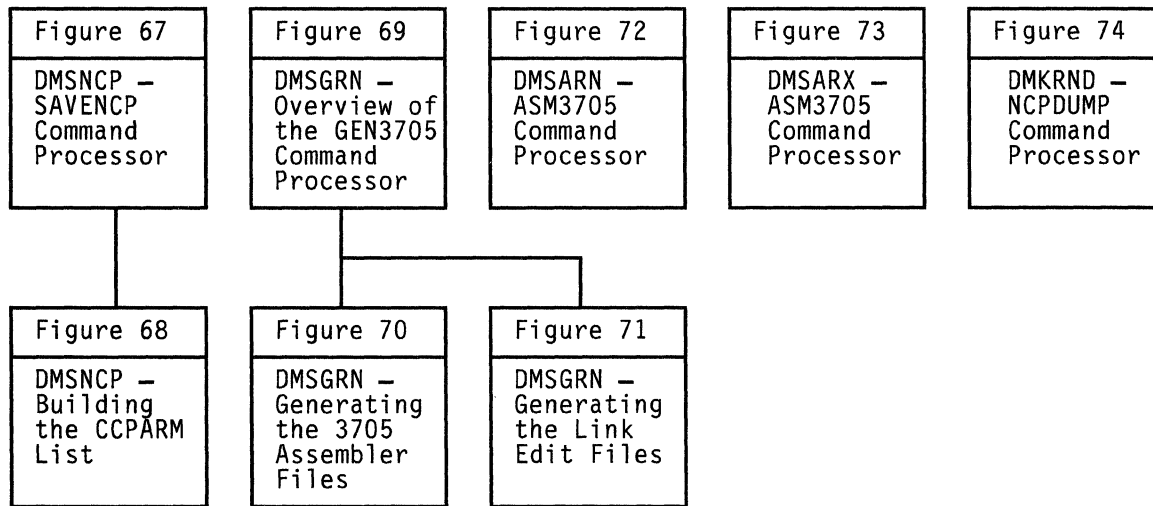 Figure 67
DMSNCP —
SAVENCP
Command
Processor
Figure 69
DMSGRN —
Overview of
the GEN3705
Command
Processor
Figure 72
DMSARN —
ASM3705
Command
Processor
Figure 73
DMSARX —
ASM3705
Command
Processor
Figure 74
DMKRND —
NCPDUMP
Command
Processor
Figure 68
DMSNCP —
Building
the CCPARM
List
Figure 70
DMSGRN —
Generating
the 3705
Assembler
Files
Figure 71
DMSGRN —
Generating
the Link
Edit Files